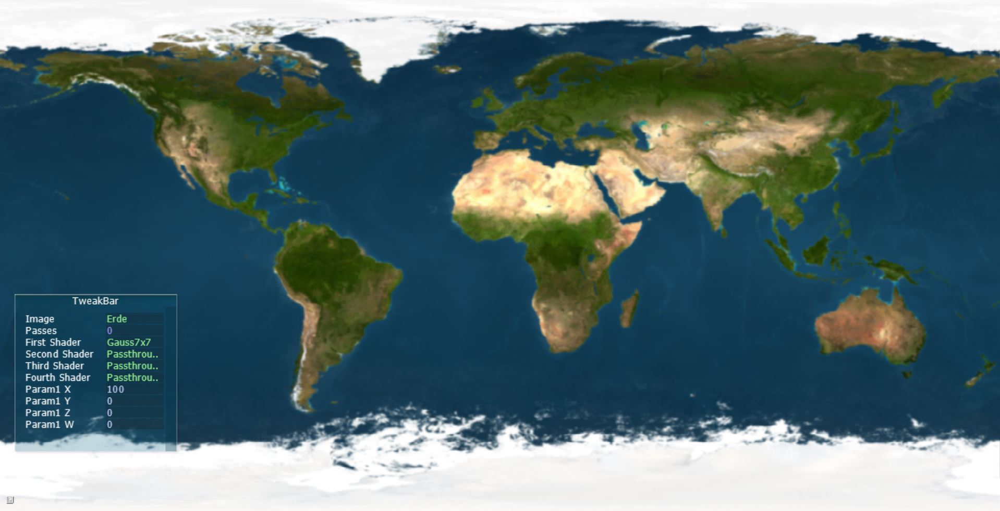 TweakBar
Image Erde
Passes 0
First Shader Gauss7x7
Second Shader Passthrou..
Third Shader Passthrou..
Fourth Shader Passthrou..
Param1 X 100
Param1 Y 0
Param1 Z 0
Param1 W 0